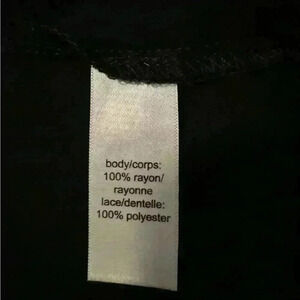 body/corps:
100% rayon/
rayonne
lace/dentelle:
100% polyester